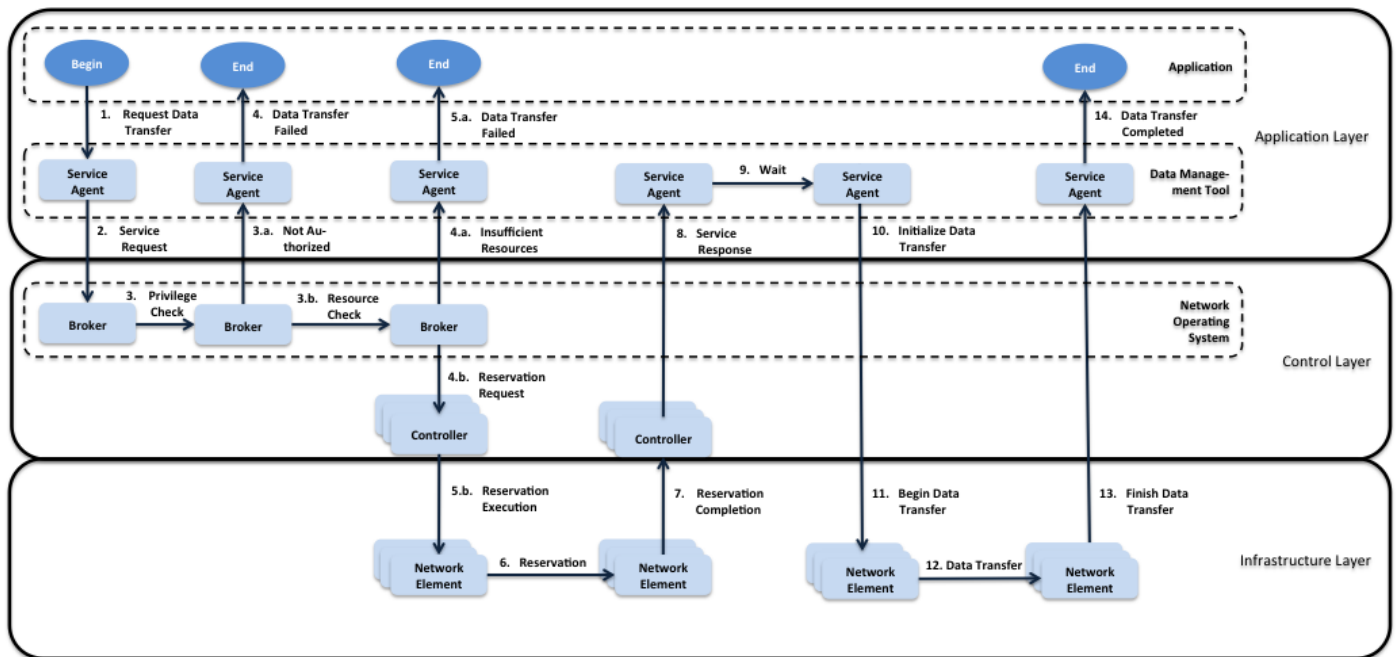 Begin
End
End
End
Application
1. Request Data
Transfer
4. Data Transfer
Failed
5.a. Data Transfer
Failed
14. Data Transfer
Completed
Application Layer
Service
Agent
Service
Agent
Service
Agent
Service
Agent
9. Wait
Service
Agent
Service
Agent
Data Manage-
ment Tool
2. Service
Request
3.a. Not Au-
thorized
4.a. Insufficient
Resources
8. Service
Response
10. Initialize Data
Transfer
Broker
3. Privilege
Check
Broker
3.b. Resource
Check
Broker
Network
Operating
System
Control Layer
4.b. Reservation
Request
Controller
Controller
5.b. Reservation
Execution
7. Reservation
Completion
11. Begin Data
Transfer
13. Finish Data
Transfer
Network
Element
6. Reservation
Network
Element
Network
Element
12. Data Transfer
Network
Element
Infrastructure Layer